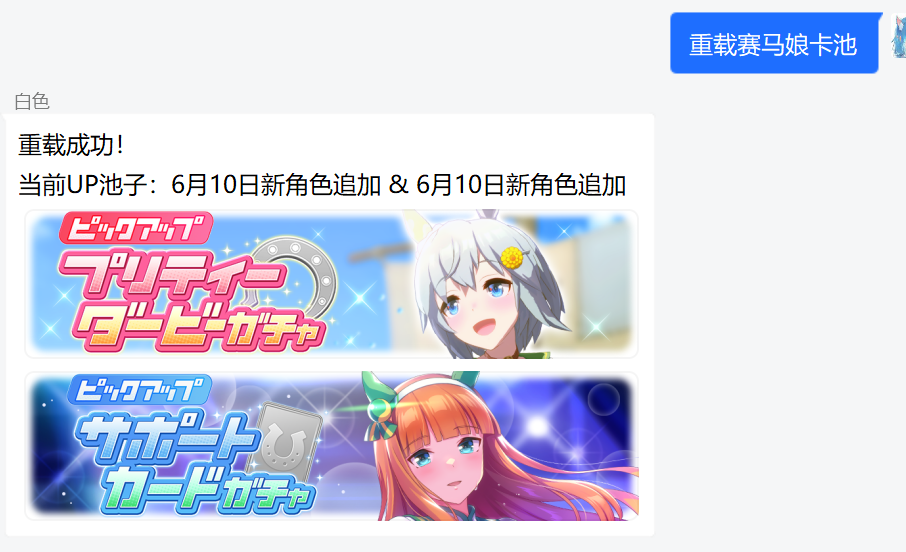 重载赛马娘卡池
白色
重载成功！
当前UP池子：6月10日新角色追加 & 6月10日新角色追加
ピックアップ
プリティー
ダービーガチャ
ピックアップ
サポート
カードガチャ